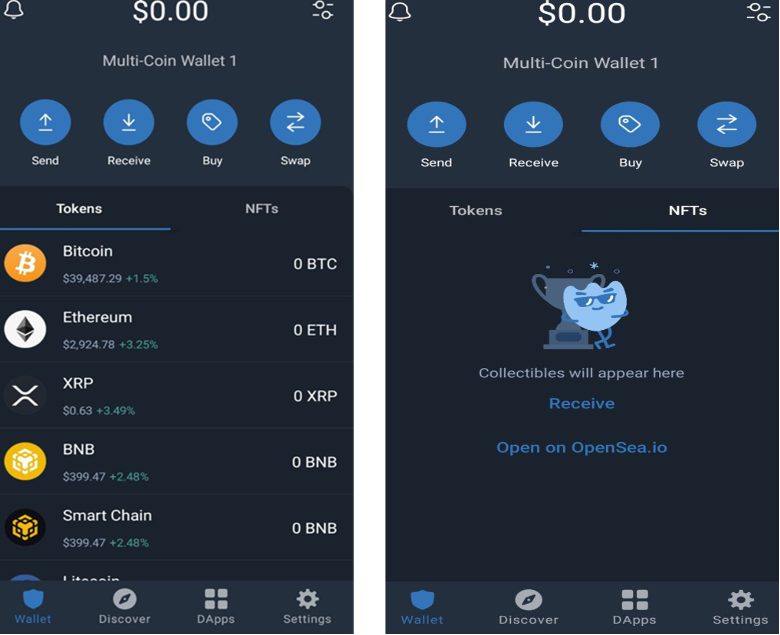 $0.00
Multi-Coin Wallet 1
Send Receive Buy Swap
Tokens NFTs
Bitcoin
0 BTC
$39,487.29 +1.5%
Ethereum
0 ETH
$2,924.78 +3.25%
XRP
0 XRP
$0.63 +3.49%
BNB
0 BNB
$399.47 +2.48%
Smart Chain
0 BNB
$399.47 +2.48%
Litecoin
Wallet Discover DApps Settings
$0.00
Multi-Coin Wallet 1
Send Receive Buy Swap
Tokens NFTs
Collectibles will appear here
Receive
Open on OpenSea.io
Wallet Discover DApps Settings